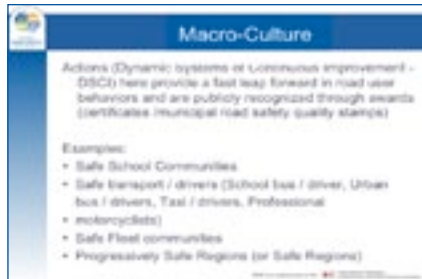 Macro-Culture
Actions (Dynamic Systems of Continuous Improvement -
DSCI) here provide a fast leap forward in road user
behaviors and are publicly recognized through awards
(certificates /municipal road safety quality stamps)
Examples:
• Safe School Communities
• Safe transport / drivers (School bus / driver, Urban
bus / drivers, Taxi / drivers, Professional
• motorcyclists)
• Safe Fleet communities
• Progressively Safe Regions (or Safe Regions)